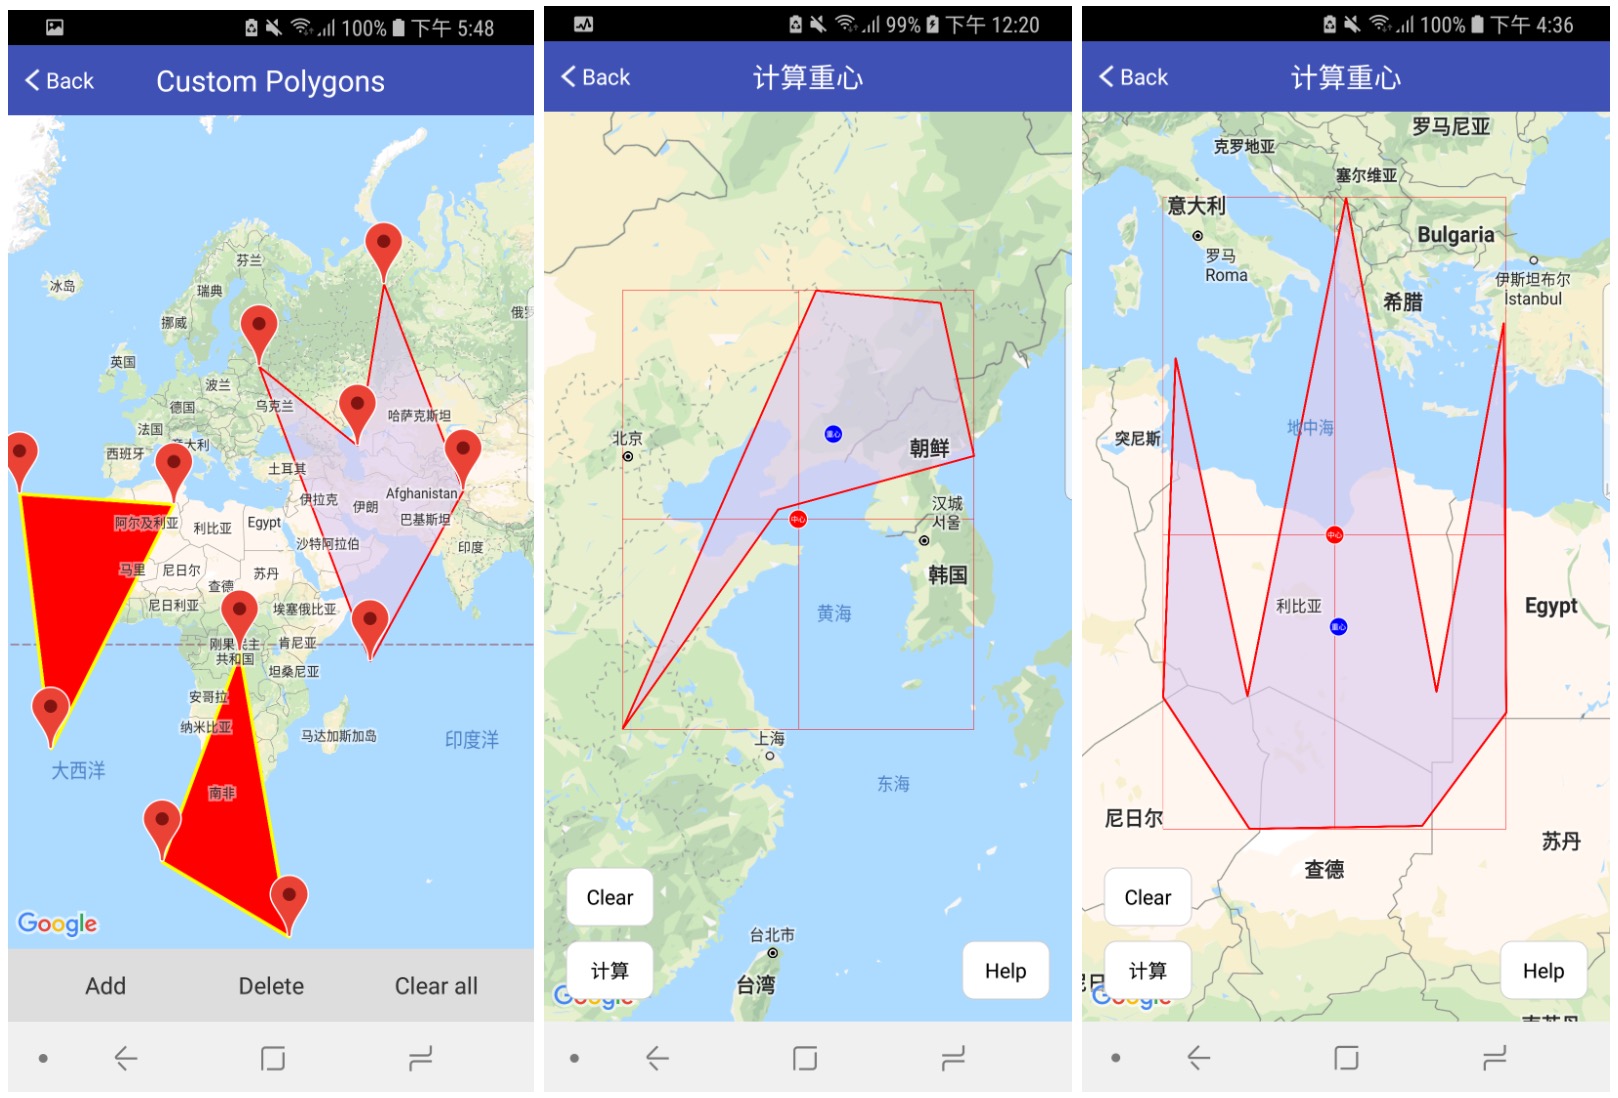 100% 下午 5:48
Back
Custom Polygons
冰岛
芬兰
瑞典
挪威
英国
波兰
德国
乌克兰
哈萨克斯坦
法国
意大利
西班牙
土耳其
伊拉克
伊朗
Afghanistan
阿尔及利亚
利比亚
Egypt
巴基斯坦
沙特阿拉伯
印度
马里
尼日尔
苏丹
查德
尼日利亚
埃塞俄比亚
刚果民主
共和国
肯尼亚
坦桑尼亚
安哥拉
纳米比亚
马达加斯加岛
印度洋
大西洋
南非
Google
Add
Delete
Clear all
99% 下午 12:20
Back
计算重心
北京
重心
朝鲜
中心
汉城
서울
韩国
黄海
上海
东海
台北市
台湾
Clear
计算
Help
Google
100% 下午 4:36
Back
计算重心
罗马尼亚
克罗地亚
塞尔维亚
意大利
Bulgaria
罗马
Roma
伊斯坦布尔
İstanbul
希腊
地中海
突尼斯
中心
利比亚
重心
Egypt
尼日尔
苏丹
查德
Clear
计算
Help
Google
南苏丹